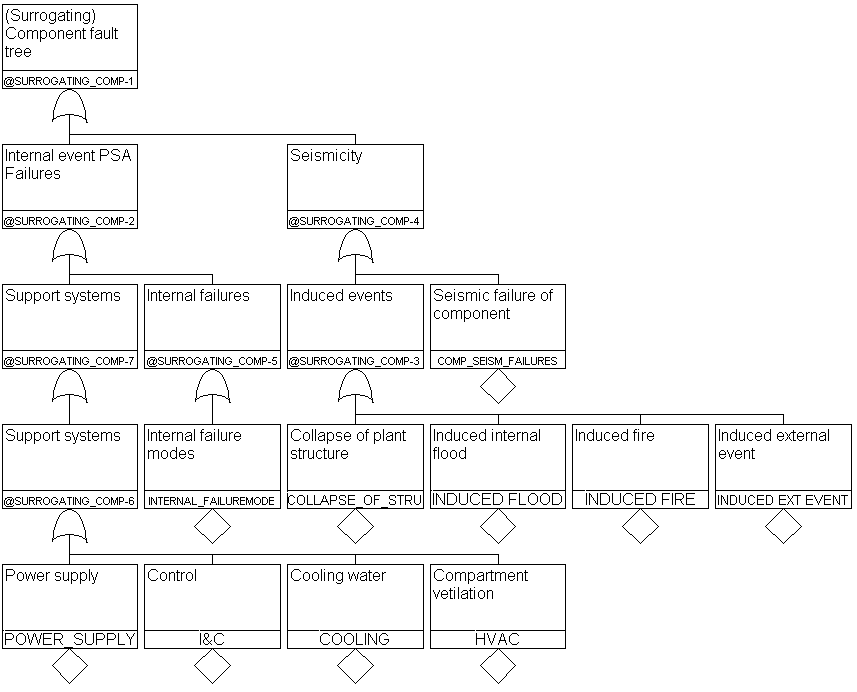 (Surrogating)
Component fault
tree
@SURROGATING_COMP-1
Internal event PSA
Failures
@SURROGATING_COMP-2
Seismicity
@SURROGATING_COMP-4
Support systems
@SURROGATING_COMP-7
Internal failures
@SURROGATING_COMP-5
Induced events
@SURROGATING_COMP-3
Seismic failure of
component
COMP_SEISM_FAILURES
Support systems
@SURROGATING_COMP-6
Internal failure
modes
INTERNAL_FAILUREMODE
Collapse of plant
structure
COLLAPSE_OF_STRU
Induced internal
flood
INDUCED FLOOD
Induced fire
INDUCED FIRE
Induced external
event
INDUCED EXT EVENT
Power supply
POWER_SUPPLY
Control
I&C
Cooling water
COOLING
Compartment
vetilation
HVAC